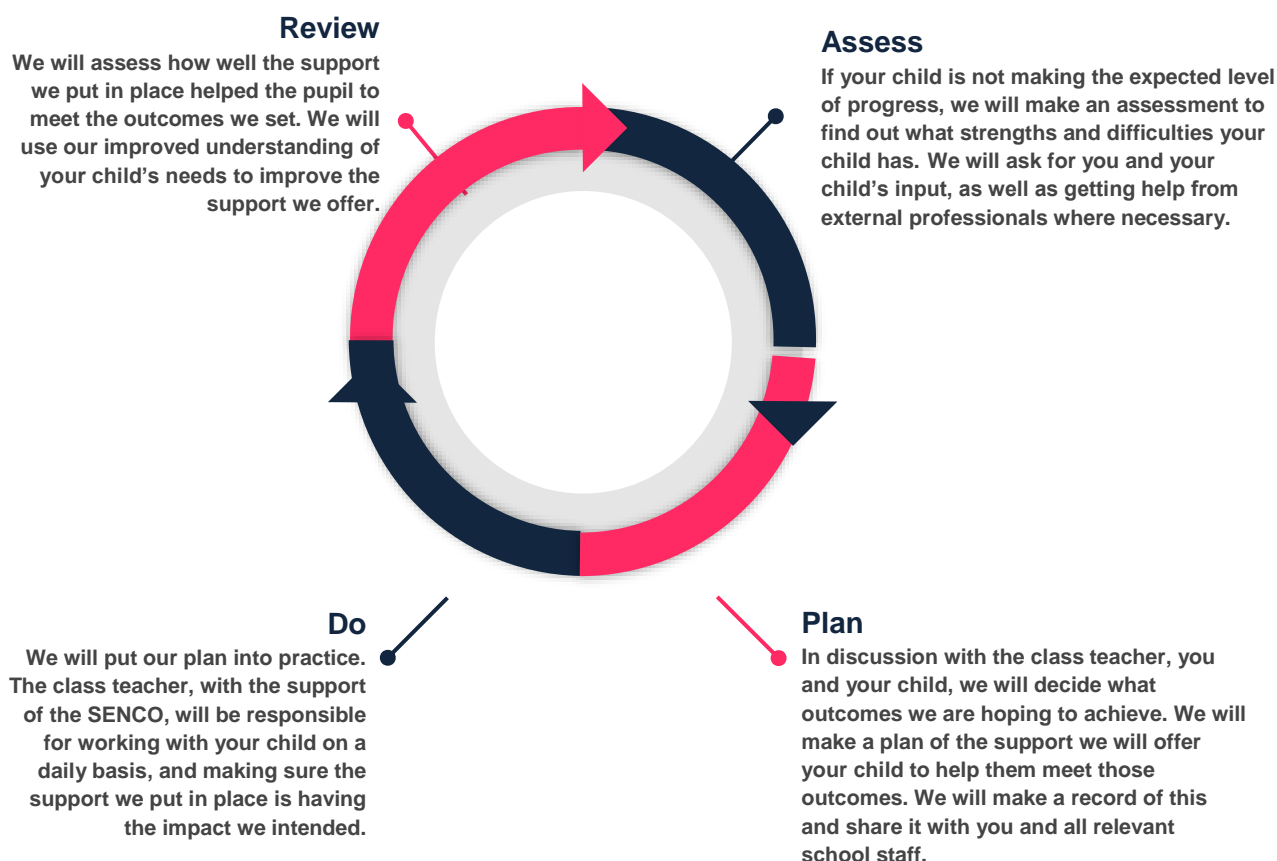 Review
We will assess how well the support
we put in place helped the pupil to
meet the outcomes we set. We will
use our improved understanding of
your child’s needs to improve the
support we offer.
Assess
If your child is not making the expected level
of progress, we will make an assessment to
find out what strengths and difficulties your
child has. We will ask for you and your
child’s input, as well as getting help from
external professionals where necessary.
Do
We will put our plan into practice.
The class teacher, with the support
of the SENCO, will be responsible
for working with your child on a
daily basis, and making sure the
support we put in place is having
the impact we intended.
Plan
In discussion with the class teacher, you
and your child, we will decide what
outcomes we are hoping to achieve. We will
make a plan of the support we will offer
your child to help them meet those
outcomes. We will make a record of this
and share it with you and all relevant
school staff.